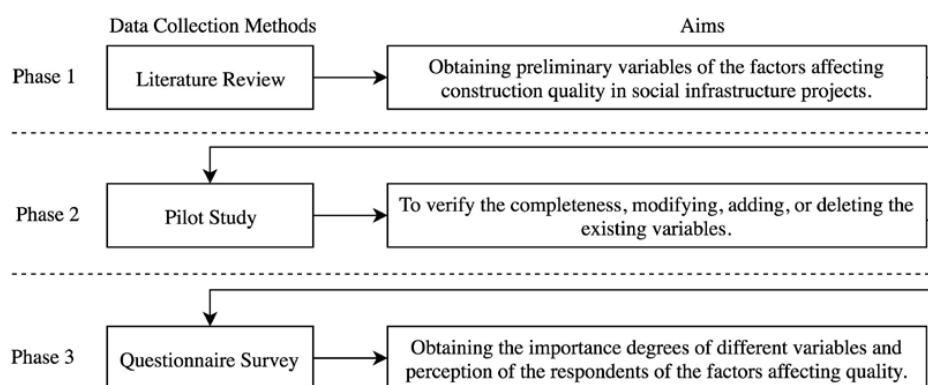 Data Collection Methods
Aims
Phase 1
Literature Review
Obtaining preliminary variables of the factors affecting
construction quality in social infrastructure projects.
Phase 2
Pilot Study
To verify the completeness, modifying, adding, or deleting the
existing variables.
Phase 3
Questionnaire Survey
Obtaining the importance degrees of different variables and
perception of the respondents of the factors affecting quality.